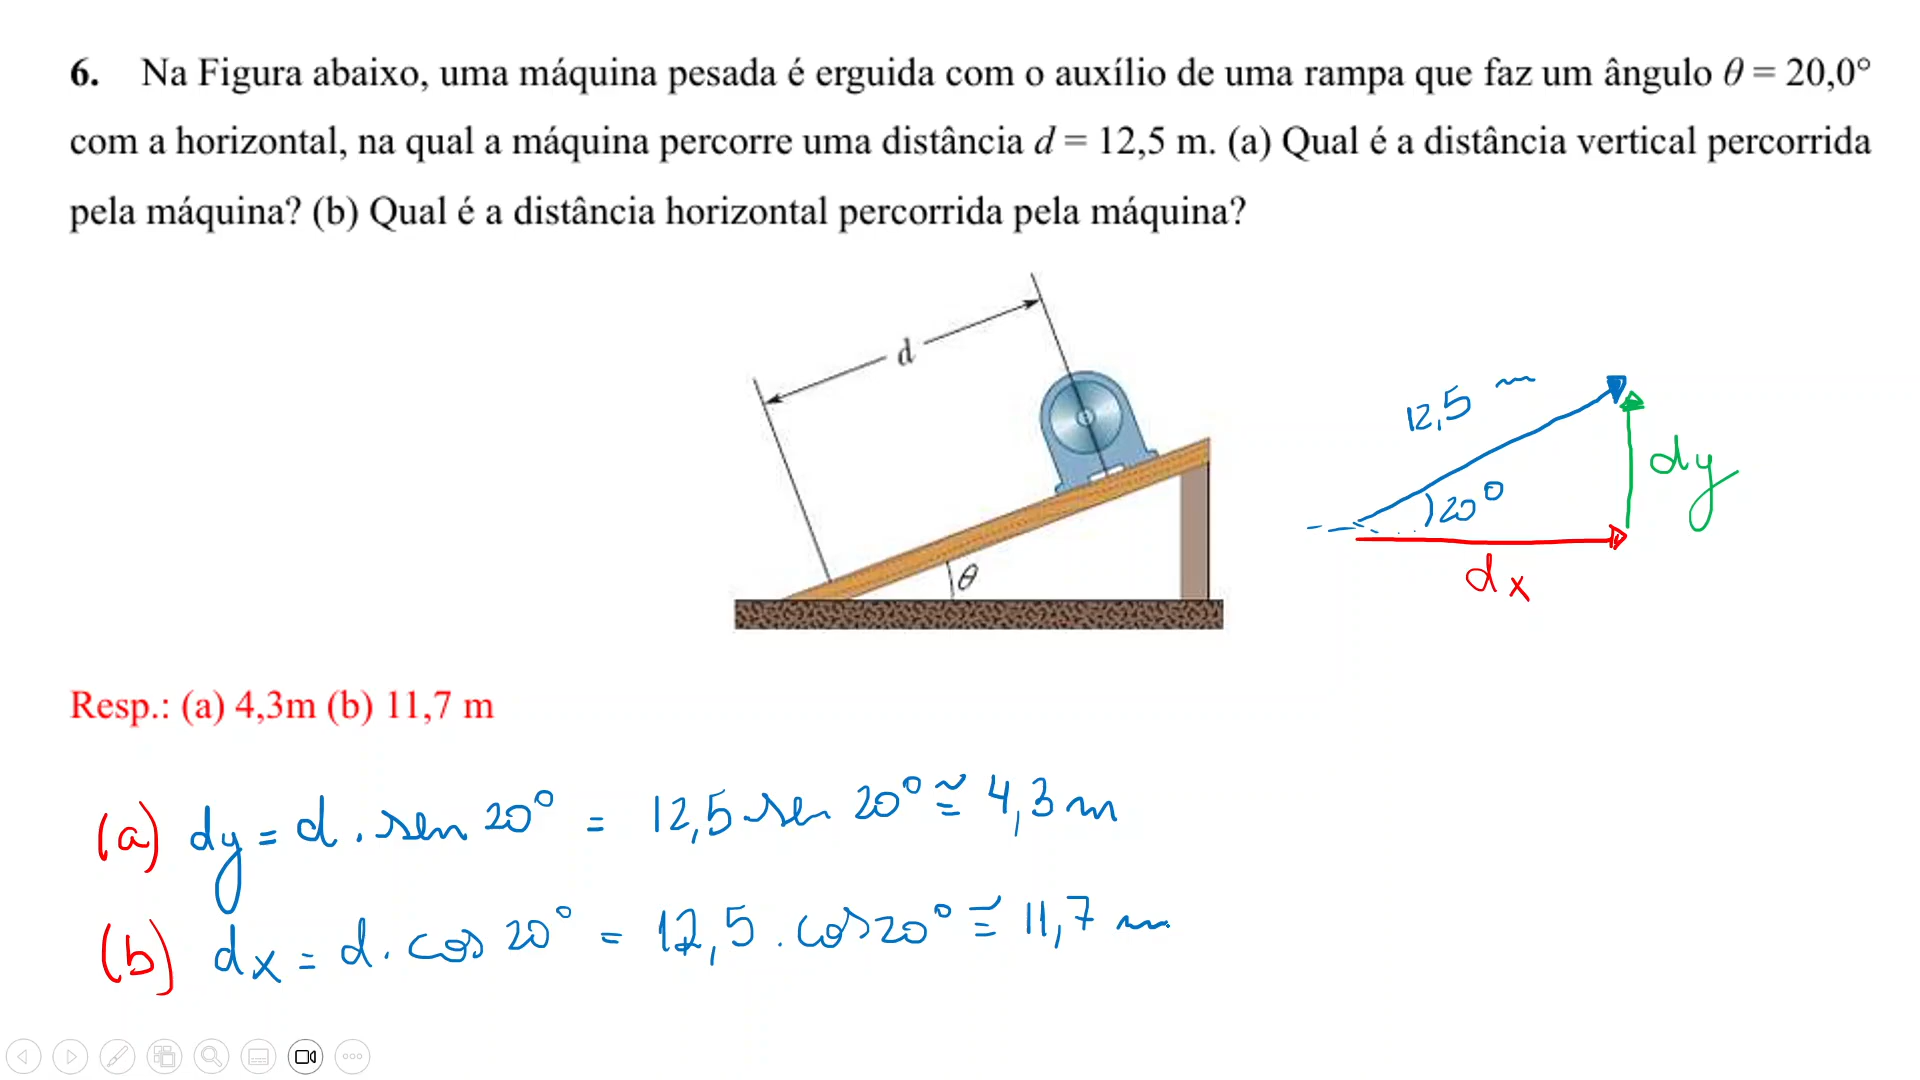 6. Na Figura abaixo, uma máquina pesada é erguida com o auxílio de uma rampa que faz um ângulo θ = 20,0°
com a horizontal, na qual a máquina percorre uma distância d = 12,5 m. (a) Qual é a distância vertical percorrida
pela máquina? (b) Qual é a distância horizontal percorrida pela máquina?
d
θ
12,5 m
20°
dy
dx
Resp.: (a) 4,3m (b) 11,7 m
(a) dy = d . sen 20° = 12,5 sen 20° ≅ 4,3 m
(b) dx = d . cos 20° = 12,5 . cos 20° ≅ 11,7 m